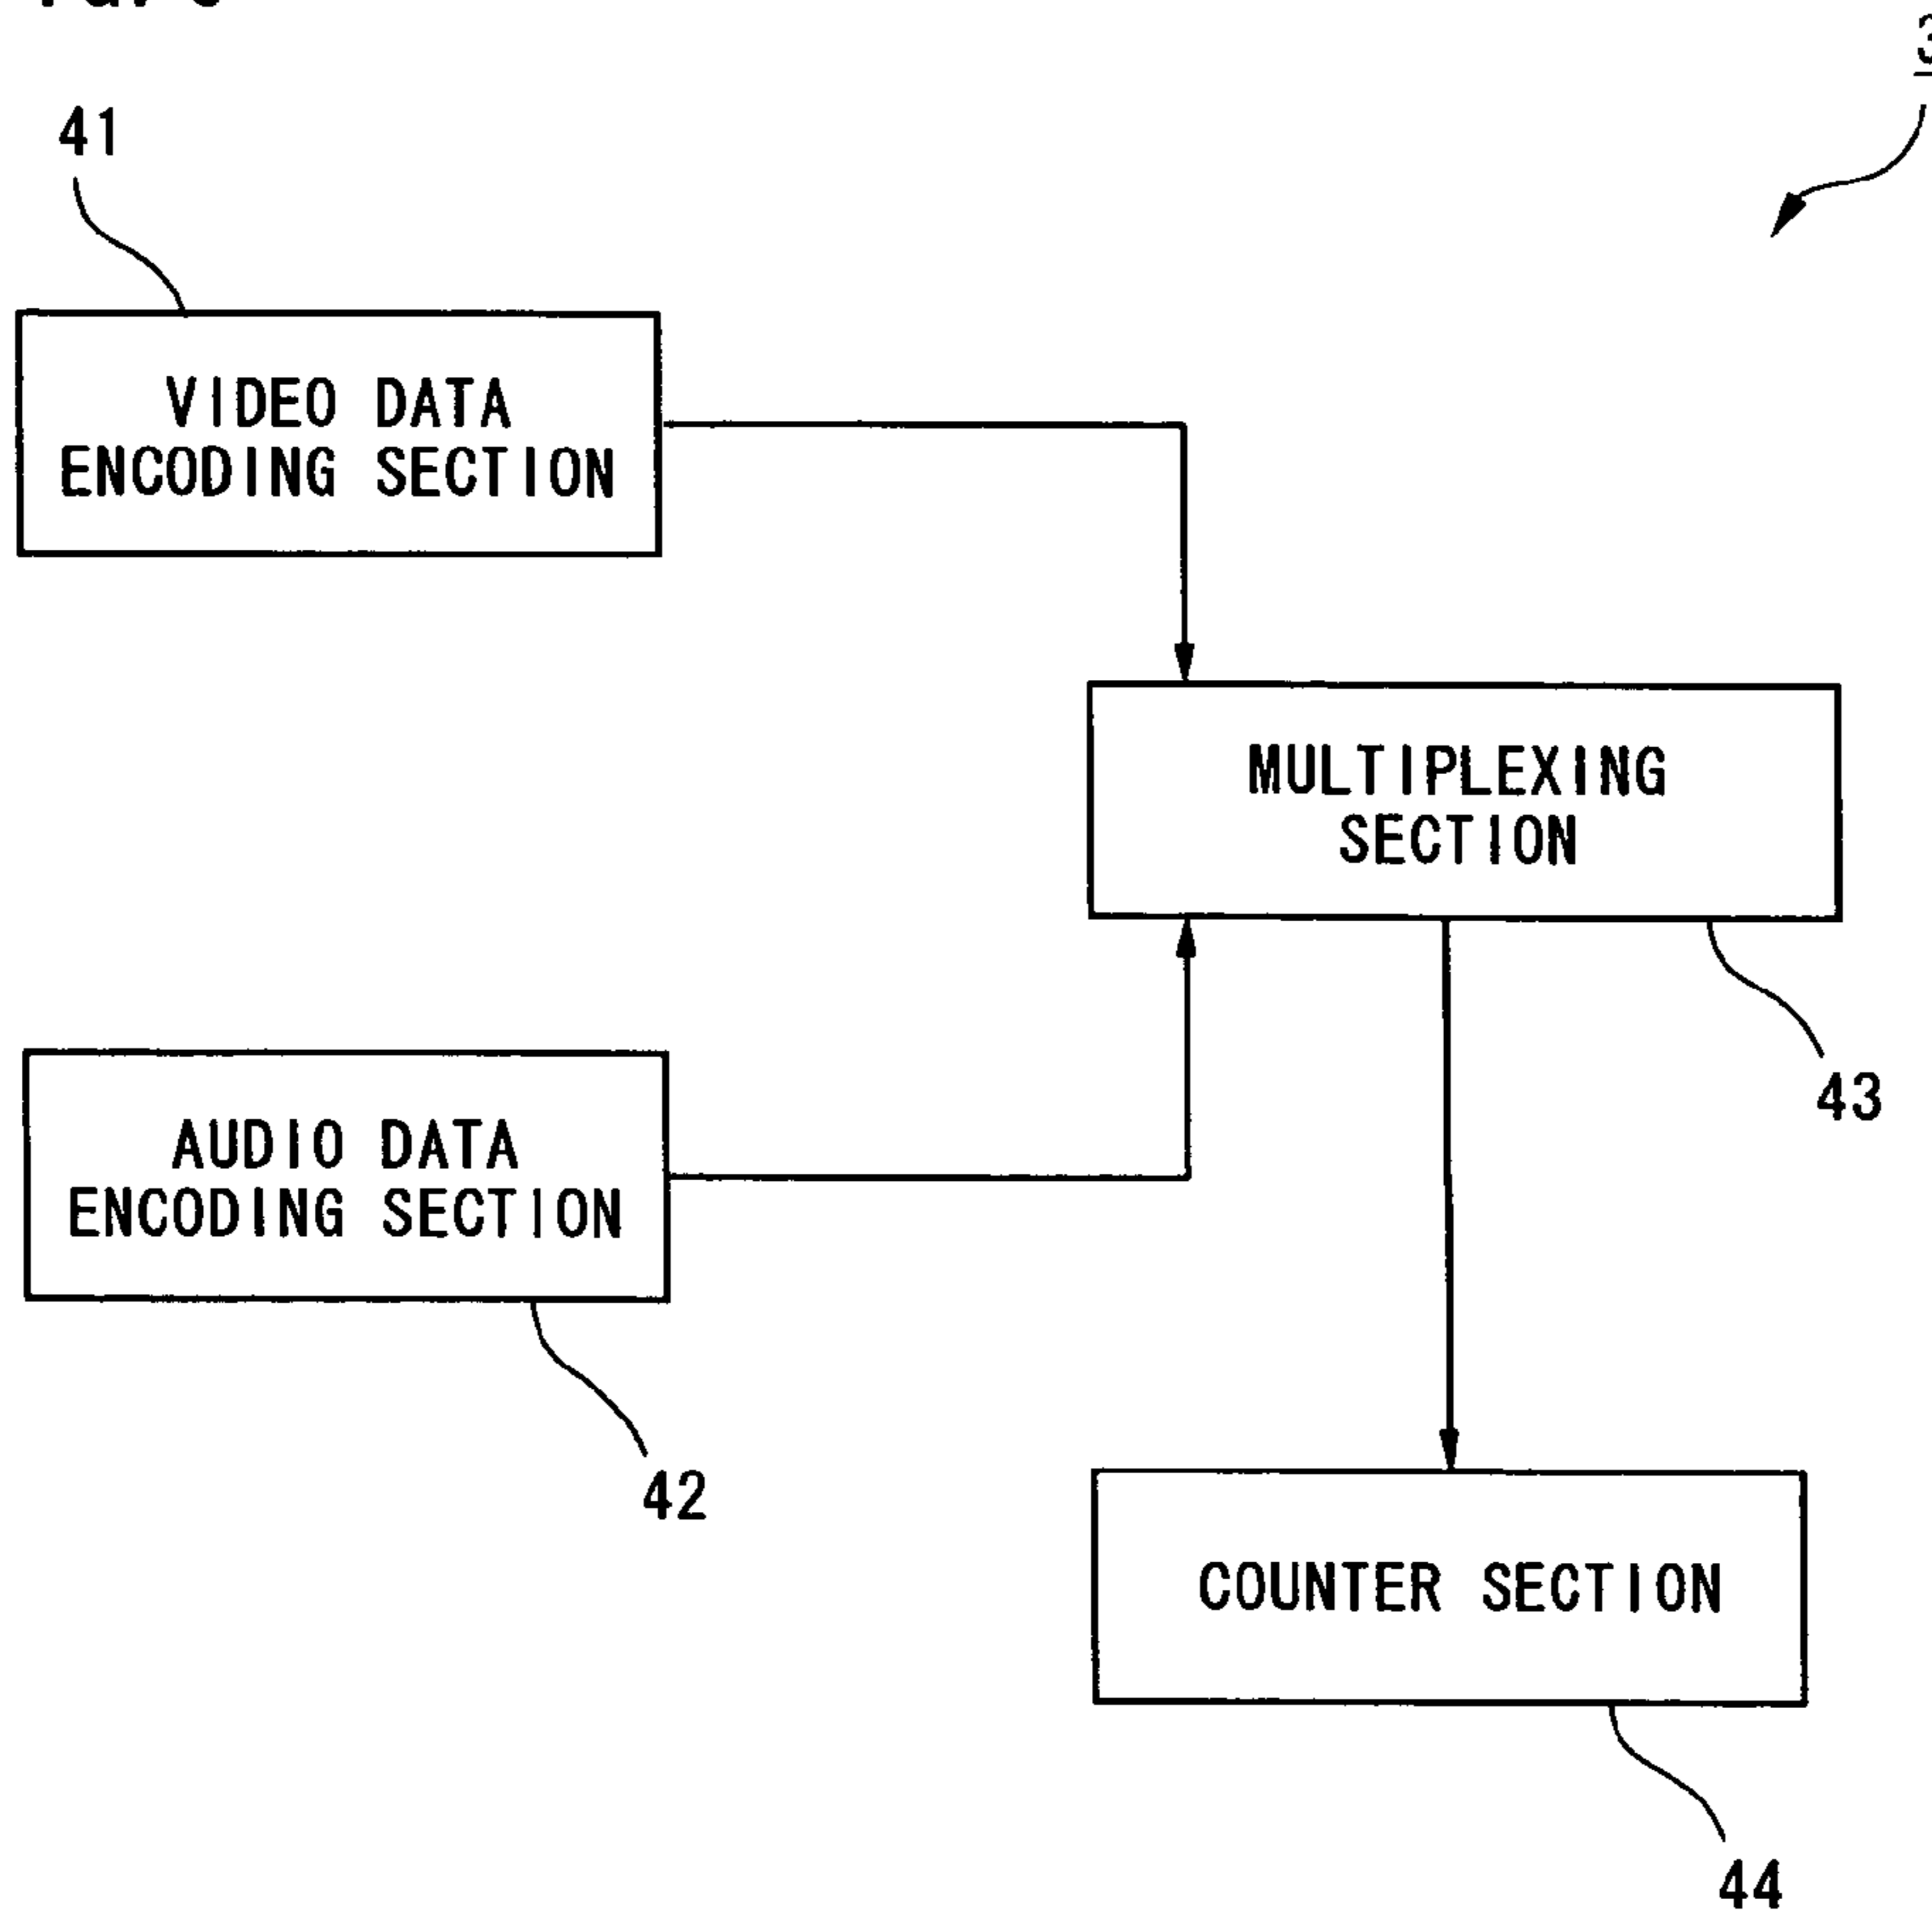 41
VIDEO DATA
ENCODING SECTION
MULTIPLEXING
SECTION
43
AUDIO DATA
ENCODING SECTION
42
COUNTER SECTION
44